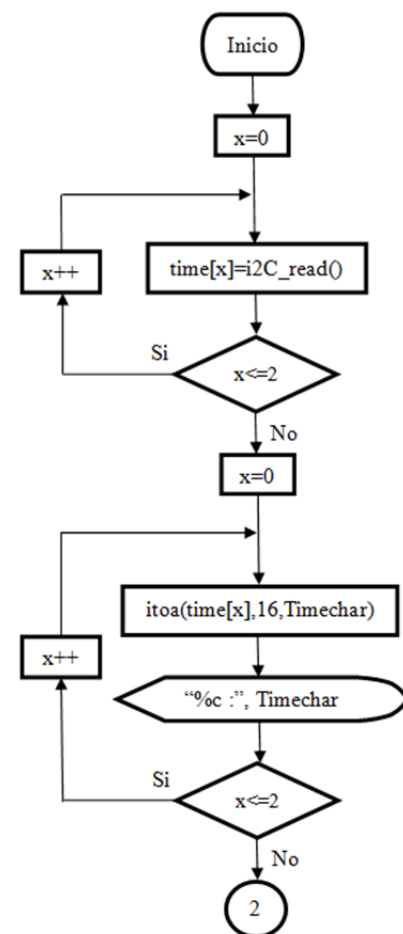 Inicio
x=0
time[x]=i2C_read()
x++
Si
x<=2
No
x=0
itoa(time[x],16,Timechar)
x++
“%c :”, Timechar
Si
x<=2
No
2